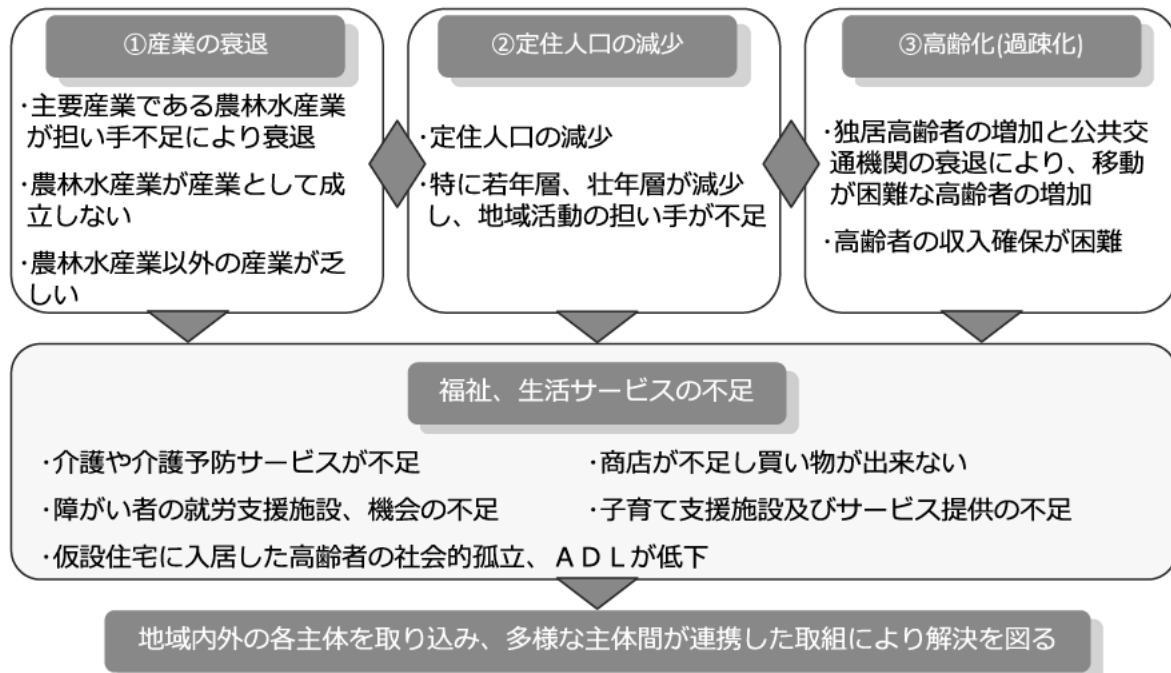 ①産業の衰退
・主要産業である農林水産業
が担い手不足により衰退
・農林水産業が産業として成
立しない
・農林水産業以外の産業が乏
しい
②定住人口の減少
・定住人口の減少
・特に若年層、壮年層が減少
し、地域活動の担い手が不足
③高齢化(過疎化)
・独居高齢者の増加と公共交
通機関の衰退により、移動
が困難な高齢者の増加
・高齢者の収入確保が困難
福祉、生活サービスの不足
・介護や介護予防サービスが不足
・商店が不足し買い物が出来ない
・障がい者の就労支援施設、機会の不足
・子育て支援施設及びサービス提供の不足
・仮設住宅に入居した高齢者の社会的孤立、ＡＤＬが低下
地域内外の各主体を取り込み、多様な主体間が連携した取組により解決を図る